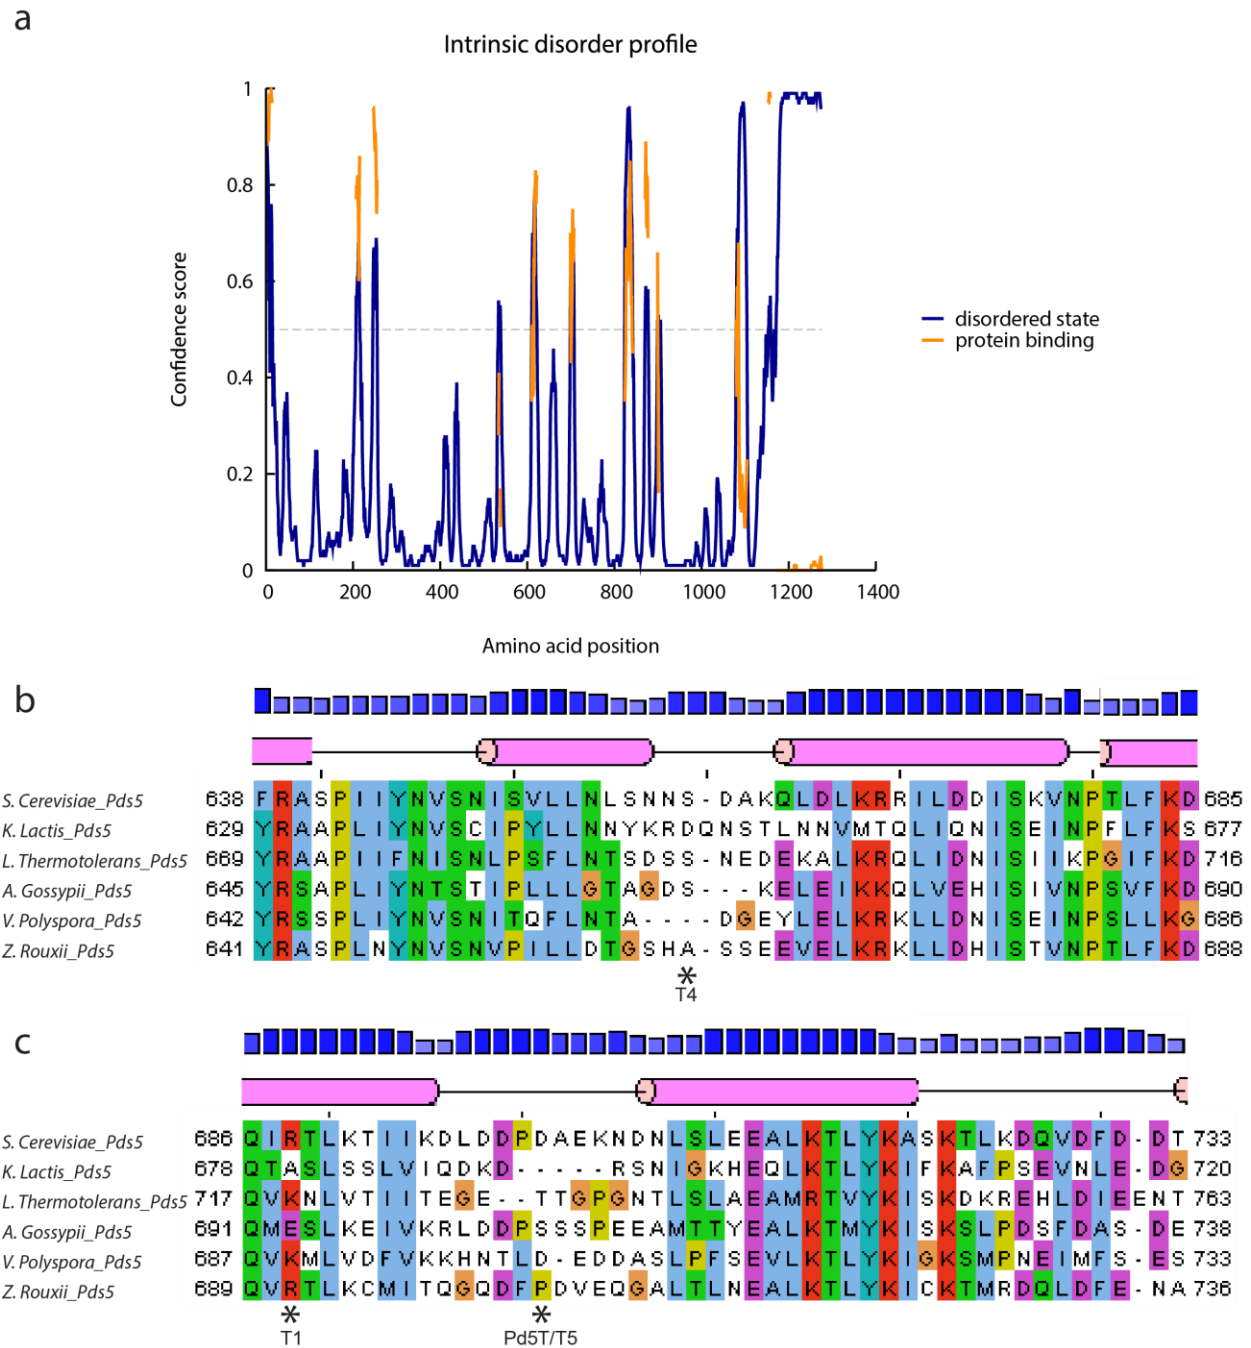 a
Intrinsic disorder profile
1
0.8
0.6
0.4
0.2
0
Confidence score
0 200 400 600 800 1000 1200 1400
Amino acid position
disordered state
protein binding
b
S. Cerevisiae_Pds5 638 FRASPIIYNVSNISVLLNLSNNS-DAKQLDLKRRILDDISKVNPTLFKD 685
K. Lactis_Pds5 629 YRAAPLIYNVSCIPYLLNNYKRDQNSTLNNVMTQLIQNISEINPFLFKS 677
L. Thermotolerans_Pds5 669 YRAAPIIFNISNLPSFLNTSDSS-NEDEKALKRQLIDNISIIKPGIFKD 716
A. Gossypii_Pds5 645 YRSAPLIYNTSTIPLLLGTAGDS---KELEIKKQLVEHISIVNPSVFKD 690
V. Polyspora_Pds5 642 YRSSPLIYNVSNITQFLNTA----DGEYLELKRKLLDNISEINPSLLKG 686
Z. Rouxii_Pds5 641 YRASPLNYNVSNVPILLDTGSHA-SSEEVELKRKLLDHISTVNPTLFKD 688
*
T4
c
S. Cerevisiae_Pds5 686 QIRTLKTIIKDLDDPDAEKNDNLSLEEALKTLYKASKTLKDQVDFD-DT 733
K. Lactis_Pds5 678 QTASLSSLVIQDKD-----RSNIGKHEQLKTLYKIFKAFPSEVNLE-DG 720
L. Thermotolerans_Pds5 717 QVKNLVTIITEGE--TTGPGNTLSLAEAMRTVYKISKDKREHLDIEENT 763
A. Gossypii_Pds5 691 QMESLKEIVKRLDDPSSSPEEAMTTYEALKTMYKISKSLPDSFDAS-DE 738
V. Polyspora_Pds5 687 QVKMLVDFVKKHNTLD-EDDASLPFSEVLKTLYKIGKSMPNEIMFS-ES 733
Z. Rouxii_Pds5 689 QVRTLKCMITQGQDFPDVEQGALTLNEALKTLYKICKTMRDQLDFE-NA 736
* *
T1 Pd5T/T5